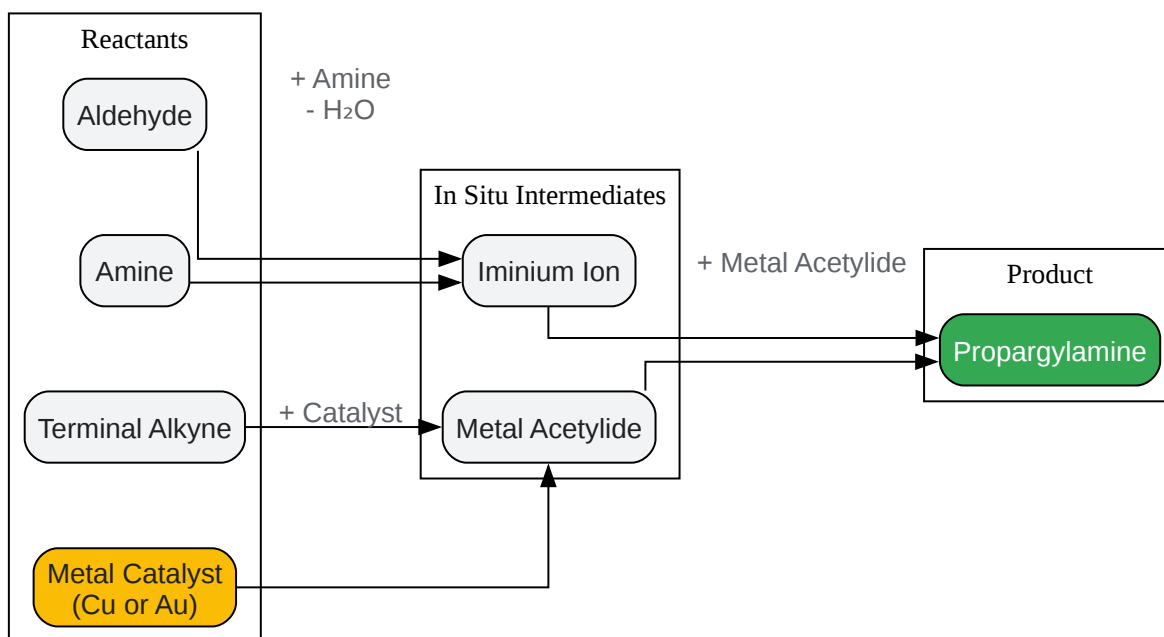 Reactants
Aldehyde
+ Amine
- H₂O
Amine
In Situ Intermediates
Iminium Ion
+ Metal Acetylide
Product
Propargylamine
Terminal Alkyne
+ Catalyst
Metal Acetylide
Metal Catalyst
(Cu or Au)